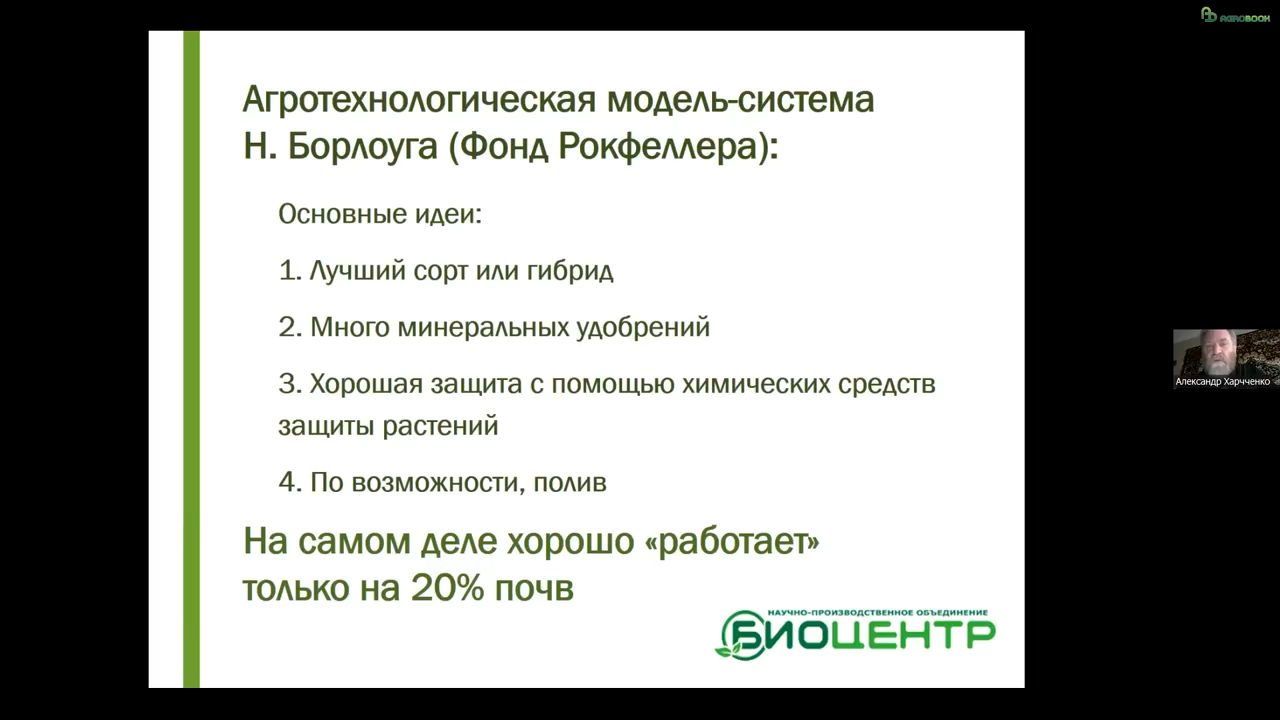 AGROBOOK
Агротехнологическая модель-система
Н. Борлоуга (Фонд Рокфеллера):
Основные идеи:
1. Лучший сорт или гибрид
2. Много минеральных удобрений
3. Хорошая защита с помощью химических средств
защиты растений
4. По возможности, полив
На самом деле хорошо «работает»
только на 20% почв
НАУЧНО-ПРОИЗВОДСТВЕННОЕ ОБЪЕДИНЕНИЕ
БИОЦЕНТР
Александр Харчченко